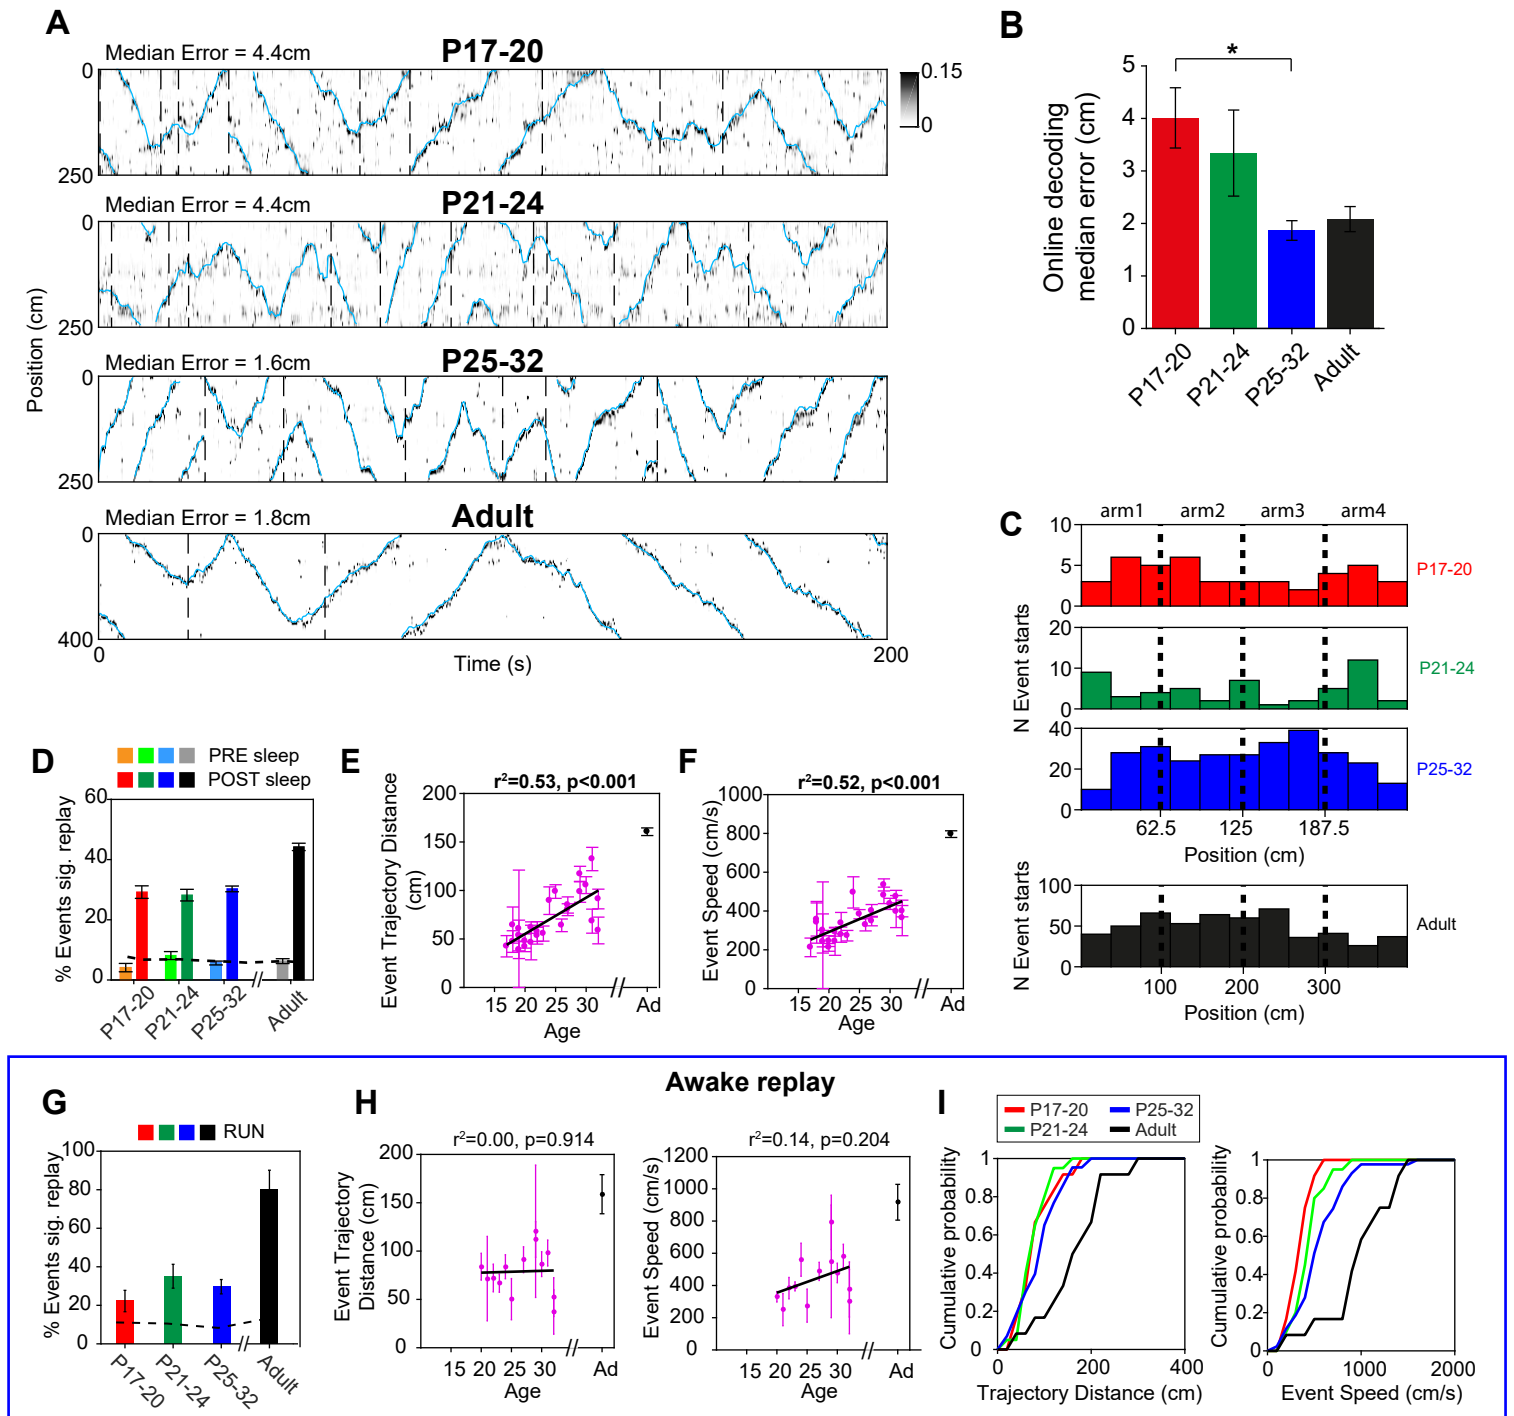 A
Median Error = 4.4cm
P17-20
0
250
0.15
0
Median Error = 4.4cm
P21-24
0
250
Median Error = 1.6cm
P25-32
0
250
Median Error = 1.8cm
Adult
0
400
Position (cm)
0
200
Time (s)
B
*
Online decoding
median error (cm)
5
4
3
2
1
0
P17-20
P21-24
P25-32
Adult
C
arm1
arm2
arm3
arm4
10
5
0
P17-20
20
10
0
P21-24
N Event starts
40
20
0
P25-32
62.5
125
187.5
Position (cm)
N Event starts
100
50
0
Adult
100
200
300
Position (cm)
D
PRE sleep
POST sleep
% Events sig. replay
60
40
20
0
P17-20
P21-24
P25-32
Adult
E
r²=0.53, p<0.001
Event Trajectory Distance
(cm)
200
150
100
50
0
15
20
25
30
Ad
Age
F
r²=0.52, p<0.001
Event Speed (cm/s)
1000
800
600
400
200
0
15
20
25
30
Ad
Age
Awake replay
G
RUN
% Events sig. replay
100
80
60
40
20
0
P17-20
P21-24
P25-32
Adult
H
r²=0.00, p=0.914
Event Trajectory
Distance (cm)
200
150
100
50
0
15
20
25
30
Ad
Age
r²=0.14, p=0.204
Event Speed (cm/s)
1200
1000
800
600
400
200
0
15
20
25
30
Ad
Age
I
P17-20
P25-32
P21-24
Adult
Cumulative probability
1
0.8
0.6
0.4
0.2
0
0
200
400
Trajectory Distance (cm)
Cumulative probability
1
0.8
0.6
0.4
0.2
0
0
1000
2000
Event Speed (cm/s)